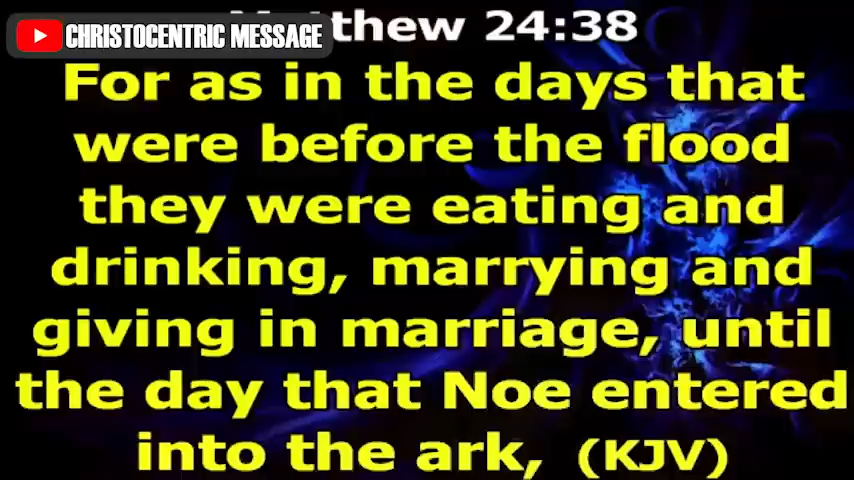 CHRISTOCENTRIC MESSAGE
Matthew 24:38
For as in the days that
were before the flood
they were eating and
drinking, marrying and
giving in marriage, until
the day that Noe entered
into the ark, (KJV)